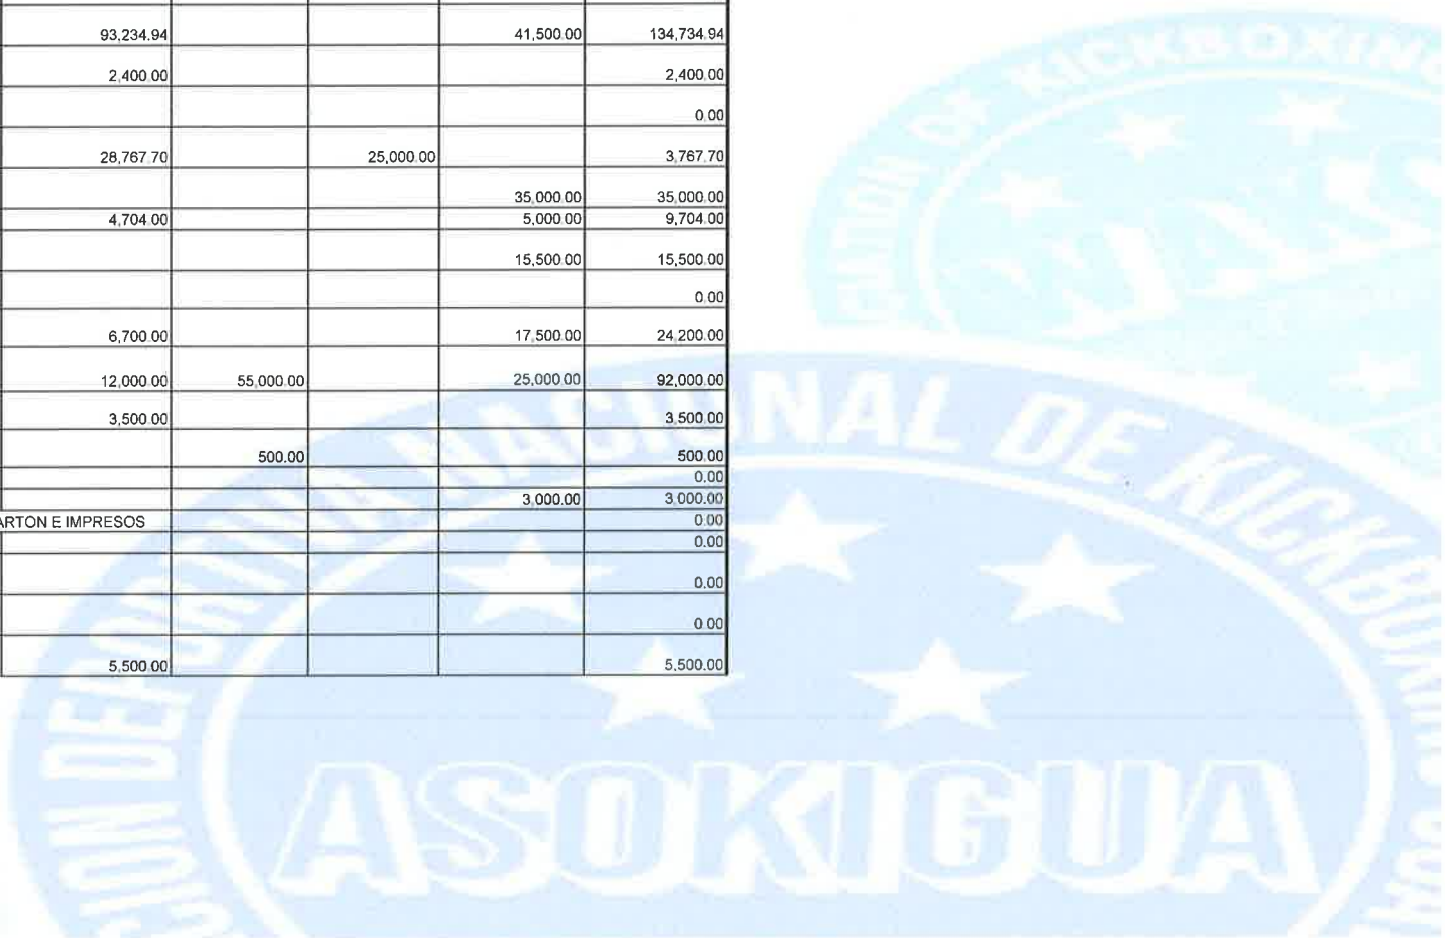 93,234.94 41,500.00 134,734.94
2,400.00 2,400.00
0.00
28,767.70 25,000.00 3,767.70
35,000.00 35,000.00
4,704.00 5,000.00 9,704.00
15,500.00 15,500.00
0.00
6,700.00 17,500.00 24,200.00
12,000.00 55,000.00 25,000.00 92,000.00
3,500.00 3,500.00
500.00 500.00
0.00
3,000.00 3,000.00
ARTON E IMPRESOS 0.00
0.00
0.00
0.00
5,500.00 5,500.00
OF KICKBOXING
CION DEPORTIVA NACIONAL DE KICKBOXING
ASOKIGUA